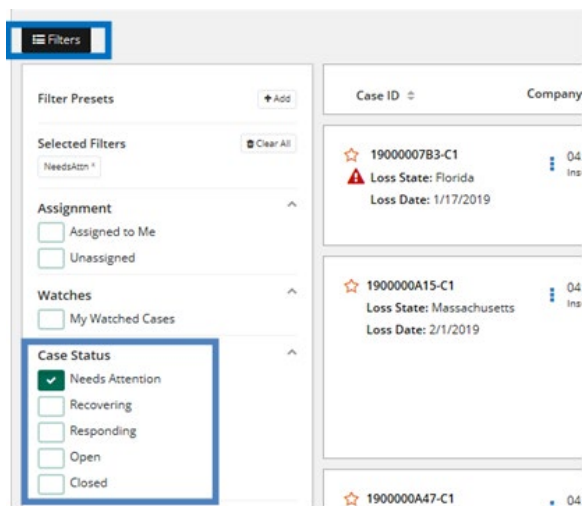 Filters
Filter Presets
+ Add
Selected Filters
Clear All
NeedsAttn x
Assignment
Assigned to Me
Unassigned
Watches
My Watched Cases
Case Status
Needs Attention
Recovering
Responding
Open
Closed
Case ID
Company
19000007B3-C1
04
Loss State: Florida
Ins
Loss Date: 1/17/2019
1900000A15-C1
04
Loss State: Massachusetts
Ins
Loss Date: 2/1/2019
1900000A47-C1
04